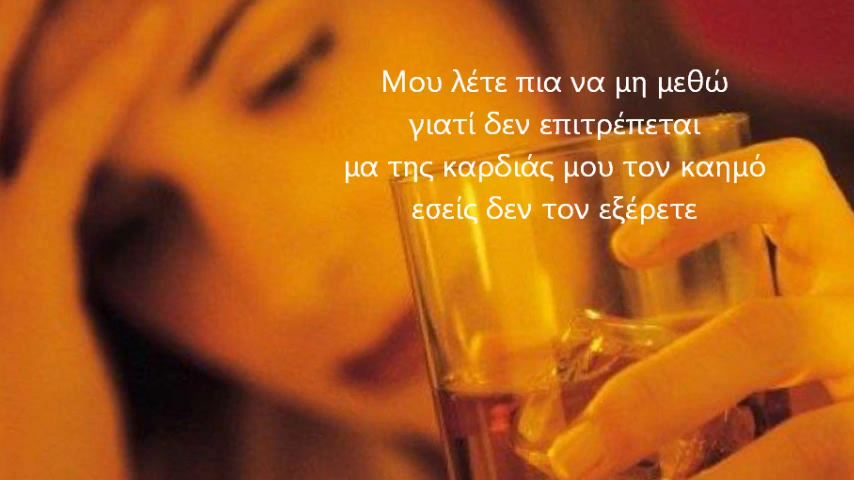 Μου λέτε πια να μη μεθώ
γιατί δεν επιτρέπεται
μα της καρδιάς μου τον καημό
εσείς δεν τον εξέρετε